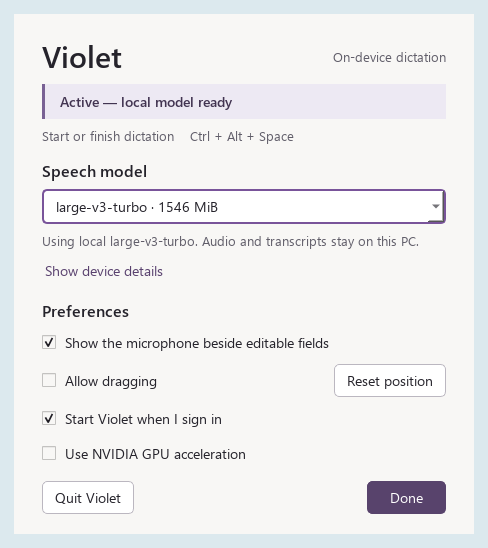 Violet
On-device dictation
Active — local model ready
Start or finish dictation Ctrl + Alt + Space
Speech model
large-v3-turbo · 1546 MiB
Using local large-v3-turbo. Audio and transcripts stay on this PC.
Show device details
Preferences
Show the microphone beside editable fields
Allow dragging
Reset position
Start Violet when I sign in
Use NVIDIA GPU acceleration
Quit Violet
Done